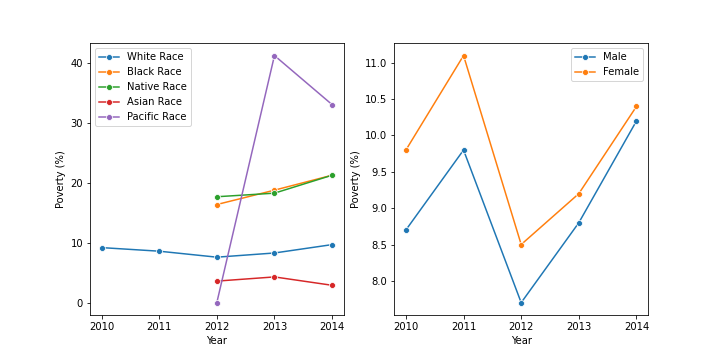 White Race
Black Race
Native Race
Asian Race
Pacific Race
40
30
20
10
0
Poverty (%)
2010 2011 2012 2013 2014
Year
Male
Female
11.0
10.5
10.0
9.5
9.0
8.5
8.0
Poverty (%)
2010 2011 2012 2013 2014
Year